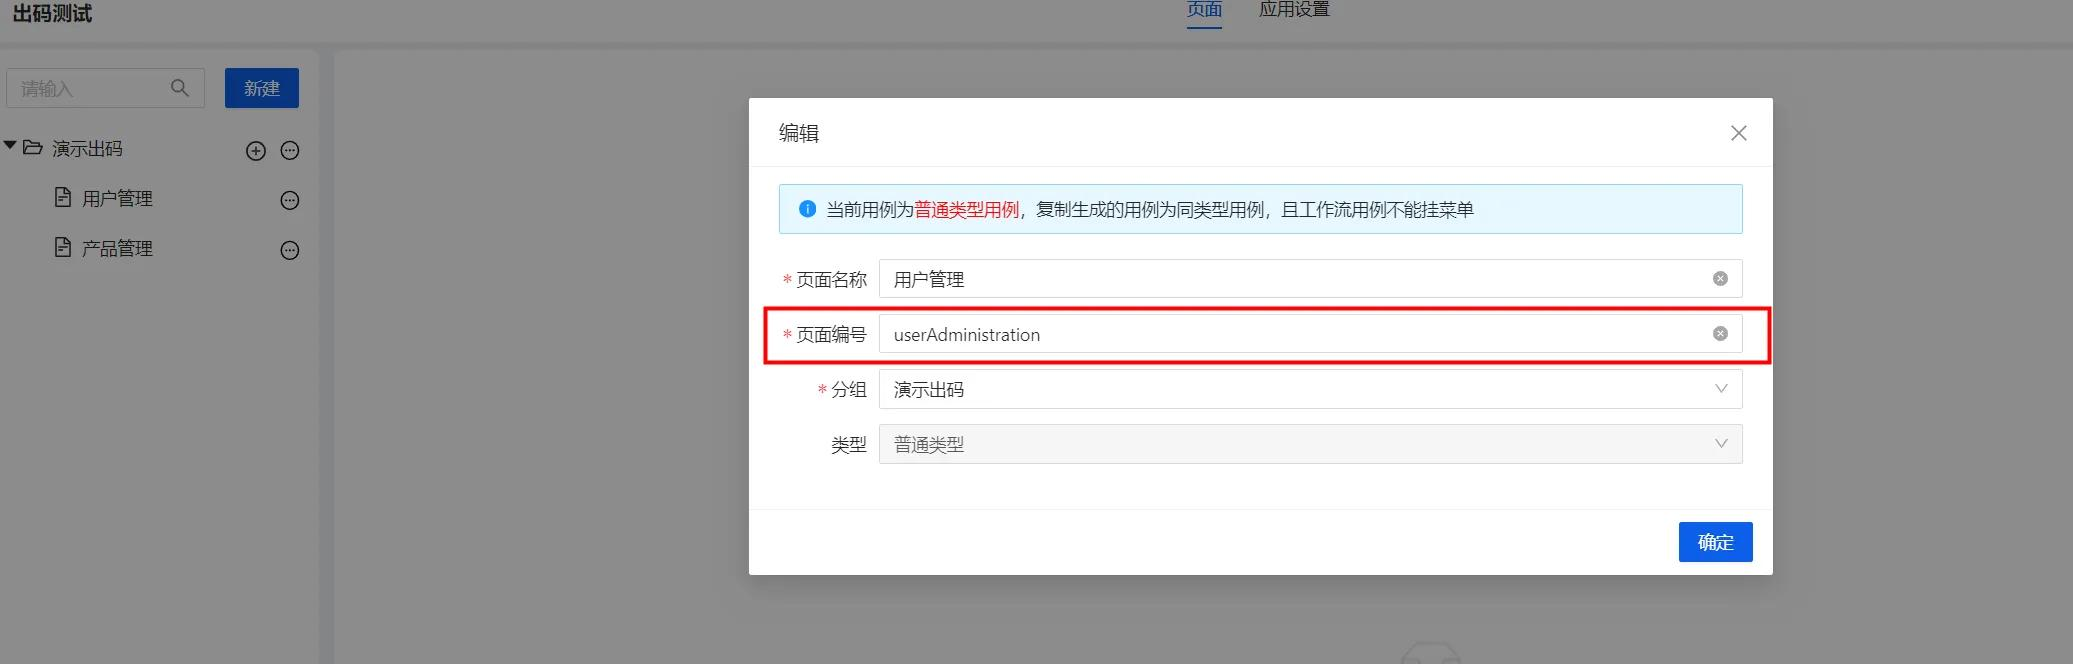 出码测试
页面 应用设置
请输入 新建
演示出码
用户管理
产品管理
编辑
当前用例为普通类型用例，复制生成的用例为同类型用例，且工作流用例不能挂菜单
* 页面名称 用户管理
* 页面编号 userAdministration
* 分组 演示出码
类型 普通类型
确定